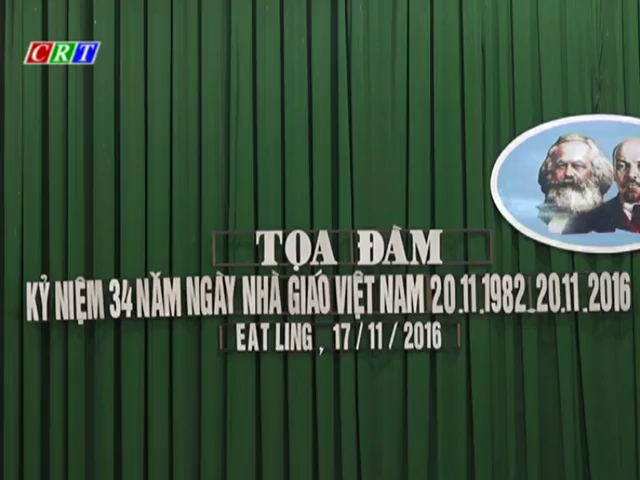 CRT
TỌA ĐÀM
KỶ NIỆM 34 NĂM NGÀY NHÀ GIÁO VIỆT NAM 20.11.1982_20.11.2016
EAT LING, 17/11/2016